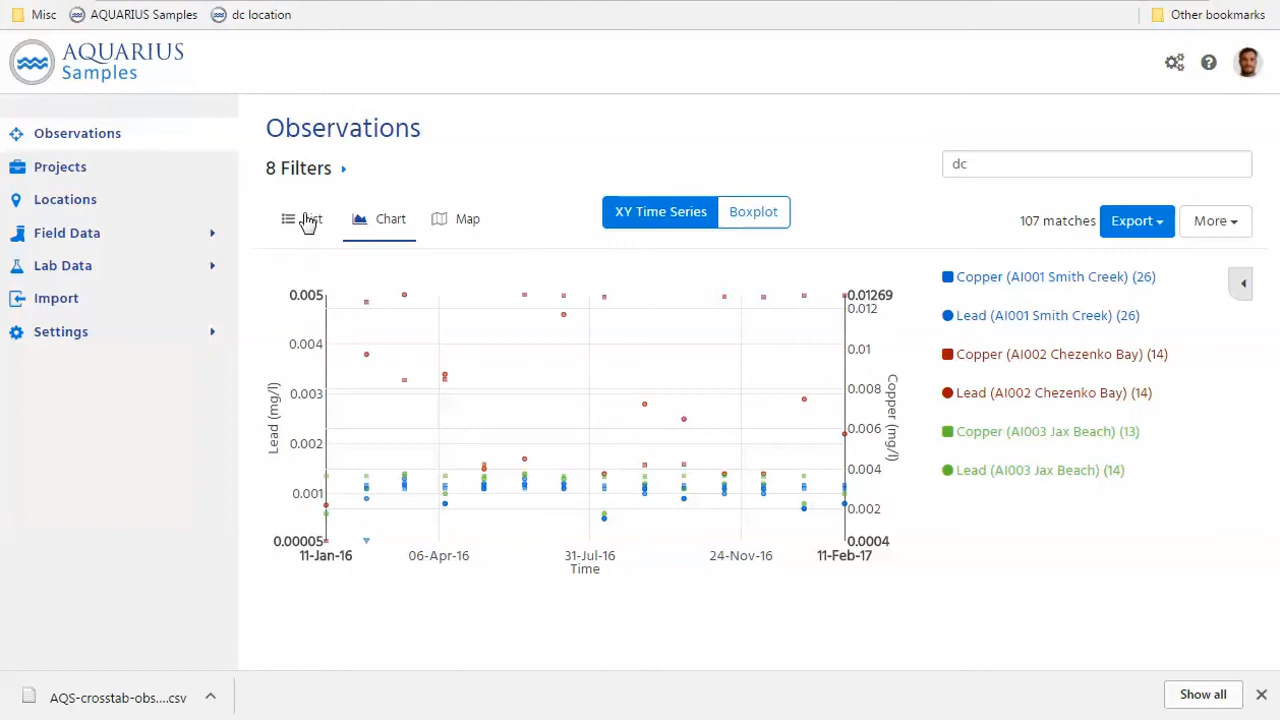 Misc AQUARIUS Samples dc location Other bookmarks
AQUARIUS
Samples
Observations
Projects
Locations
Field Data
Lab Data
Import
Settings
Observations
8 Filters
dc
Chart Map
XY Time Series Boxplot
107 matches Export More
0.005
0.004
0.003
0.002
0.001
0.00005
Lead (mg/l)
0.01269
0.012
0.01
0.008
0.006
0.004
0.002
0.0004
Copper (mg/l)
11-Jan-16 06-Apr-16 31-Jul-16 24-Nov-16 11-Feb-17
Time
Copper (AI001 Smith Creek) (26)
Lead (AI001 Smith Creek) (26)
Copper (AI002 Chezenko Bay) (14)
Lead (AI002 Chezenko Bay) (14)
Copper (AI003 Jax Beach) (13)
Lead (AI003 Jax Beach) (14)
AQS-crosstab-obs....csv Show all